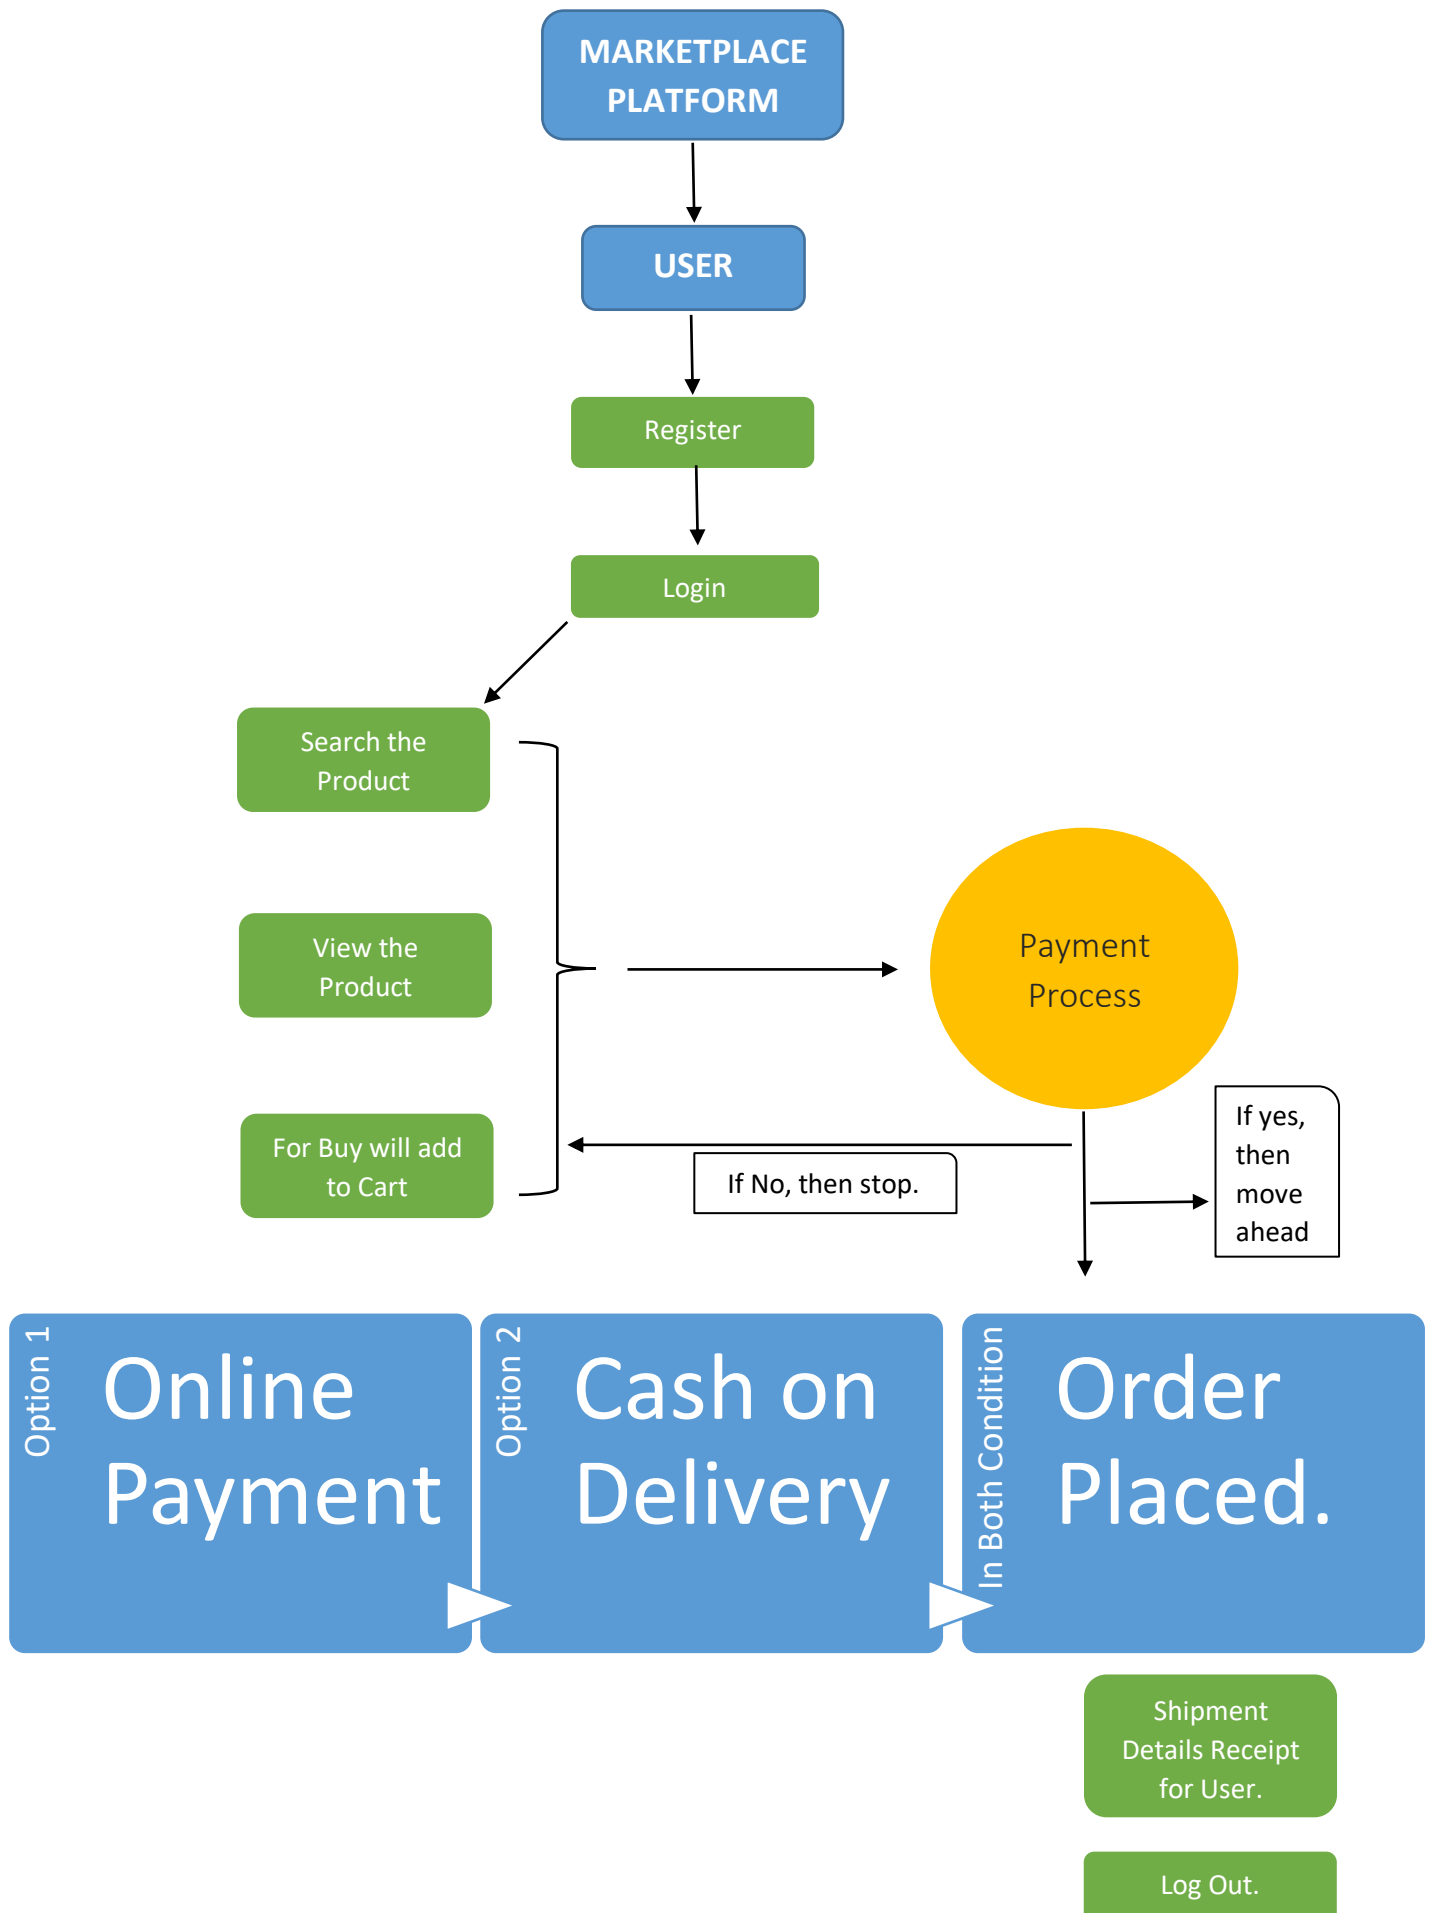 MARKETPLACE
PLATFORM
USER
Register
Login
Search the
Product
View the
Product
For Buy will add
to Cart
Payment
Process
If No, then stop.
If yes,
then
move
ahead
Option 1
Online
Payment
Option 2
Cash on
Delivery
In Both Condition
Order
Placed.
Shipment
Details Receipt
for User.
Log Out.